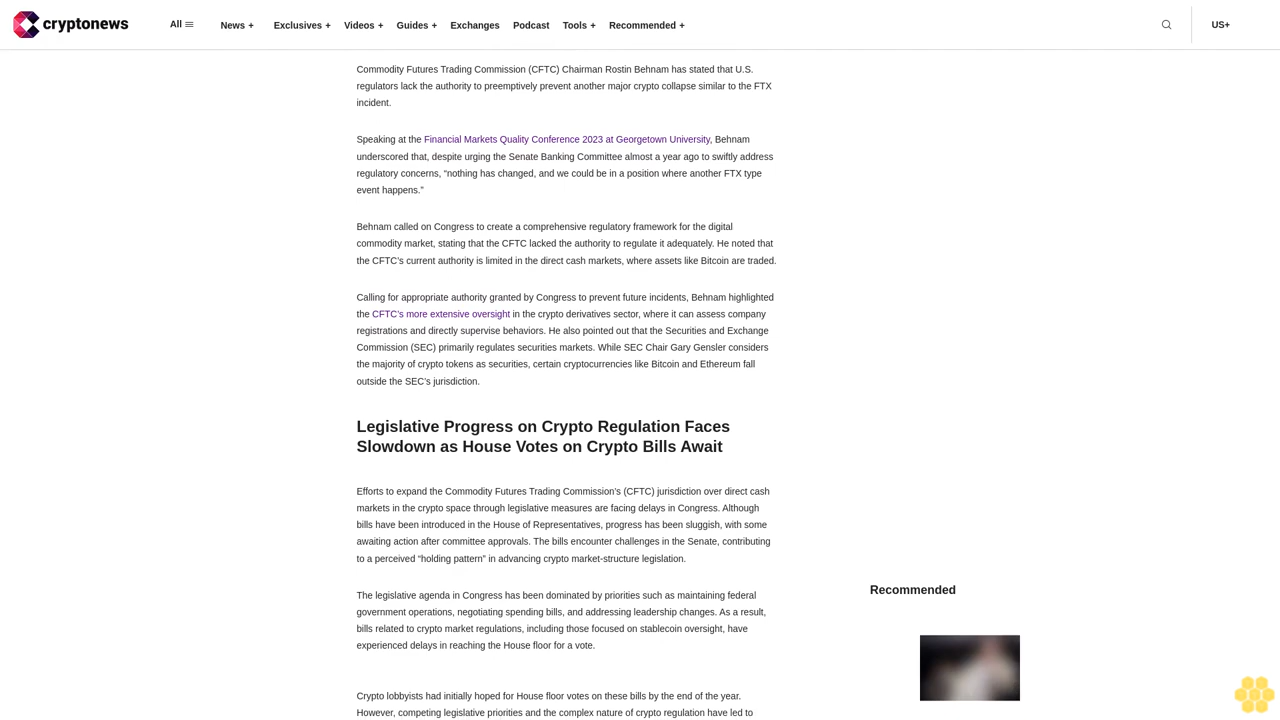 cryptonews
All
News +
Exclusives +
Videos +
Guides +
Exchanges
Podcast
Tools +
Recommended +
US+
Commodity Futures Trading Commission (CFTC) Chairman Rostin Behnam has stated that U.S.
regulators lack the authority to preemptively prevent another major crypto collapse similar to the FTX
incident.
Speaking at the Financial Markets Quality Conference 2023 at Georgetown University, Behnam
underscored that, despite urging the Senate Banking Committee almost a year ago to swiftly address
regulatory concerns, “nothing has changed, and we could be in a position where another FTX type
event happens.”
Behnam called on Congress to create a comprehensive regulatory framework for the digital
commodity market, stating that the CFTC lacked the authority to regulate it adequately. He noted that
the CFTC’s current authority is limited in the direct cash markets, where assets like Bitcoin are traded.
Calling for appropriate authority granted by Congress to prevent future incidents, Behnam highlighted
the CFTC’s more extensive oversight in the crypto derivatives sector, where it can assess company
registrations and directly supervise behaviors. He also pointed out that the Securities and Exchange
Commission (SEC) primarily regulates securities markets. While SEC Chair Gary Gensler considers
the majority of crypto tokens as securities, certain cryptocurrencies like Bitcoin and Ethereum fall
outside the SEC’s jurisdiction.
Legislative Progress on Crypto Regulation Faces
Slowdown as House Votes on Crypto Bills Await
Efforts to expand the Commodity Futures Trading Commission’s (CFTC) jurisdiction over direct cash
markets in the crypto space through legislative measures are facing delays in Congress. Although
bills have been introduced in the House of Representatives, progress has been sluggish, with some
awaiting action after committee approvals. The bills encounter challenges in the Senate, contributing
to a perceived “holding pattern” in advancing crypto market-structure legislation.
Recommended
The legislative agenda in Congress has been dominated by priorities such as maintaining federal
government operations, negotiating spending bills, and addressing leadership changes. As a result,
bills related to crypto market regulations, including those focused on stablecoin oversight, have
experienced delays in reaching the House floor for a vote.
Crypto lobbyists had initially hoped for House floor votes on these bills by the end of the year.
However, competing legislative priorities and the complex nature of crypto regulation have led to